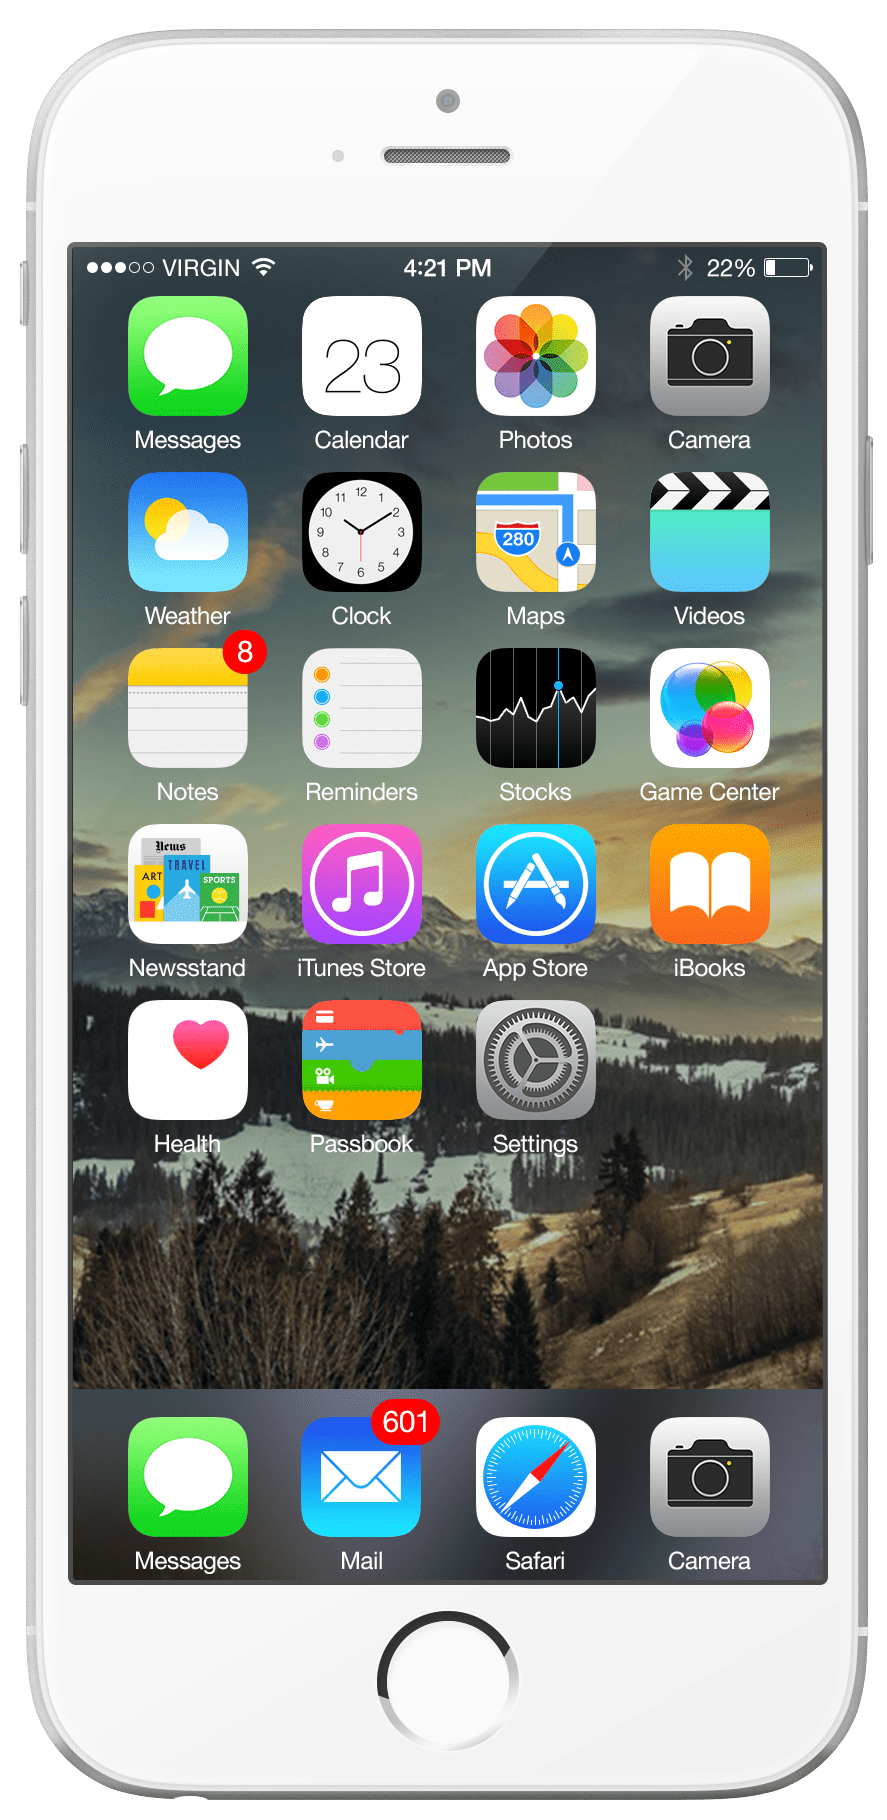 VIRGIN 4:21 PM 22%
23
Messages Calendar Photos Camera
12
11 1
10 2
9 3
8 4
7 5
6
280
Weather Clock Maps Videos
8
Notes Reminders Stocks Game Center
News
TRAVEL
ART
SPORTS
Newsstand iTunes Store App Store iBooks
Health Passbook Settings
601
Messages Mail Safari Camera